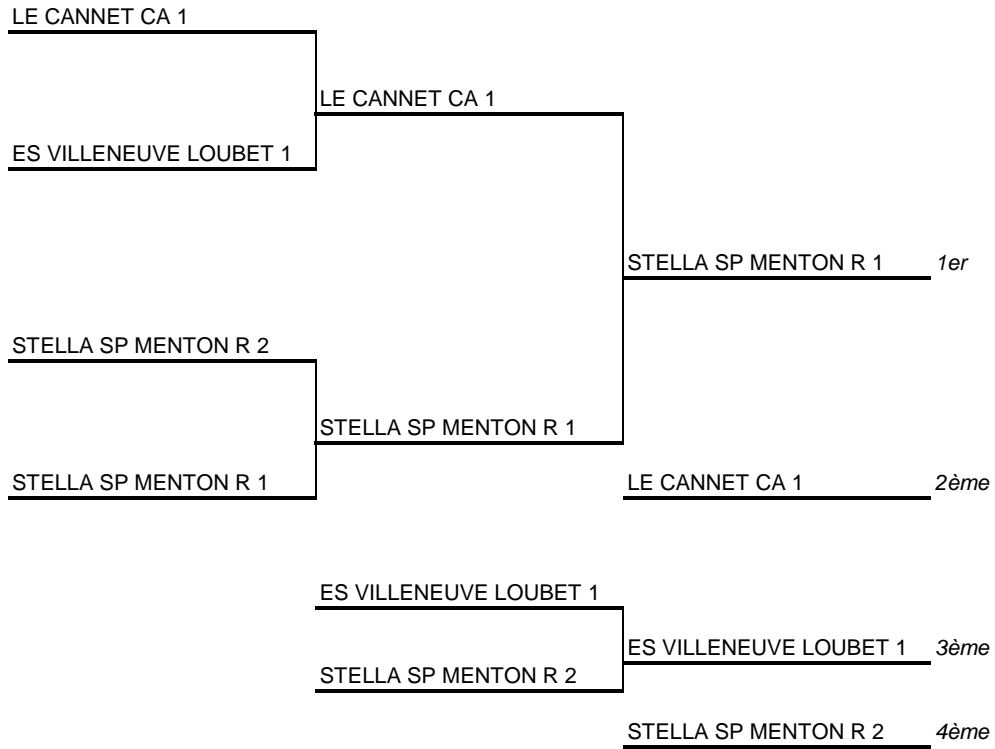 LE CANNET CA 1
LE CANNET CA 1
ES VILLENEUVE LOUBET 1
STELLA SP MENTON R 1 1er
STELLA SP MENTON R 2
STELLA SP MENTON R 1
STELLA SP MENTON R 1
LE CANNET CA 1 2ème
ES VILLENEUVE LOUBET 1
ES VILLENEUVE LOUBET 1 3ème
STELLA SP MENTON R 2
STELLA SP MENTON R 2 4ème